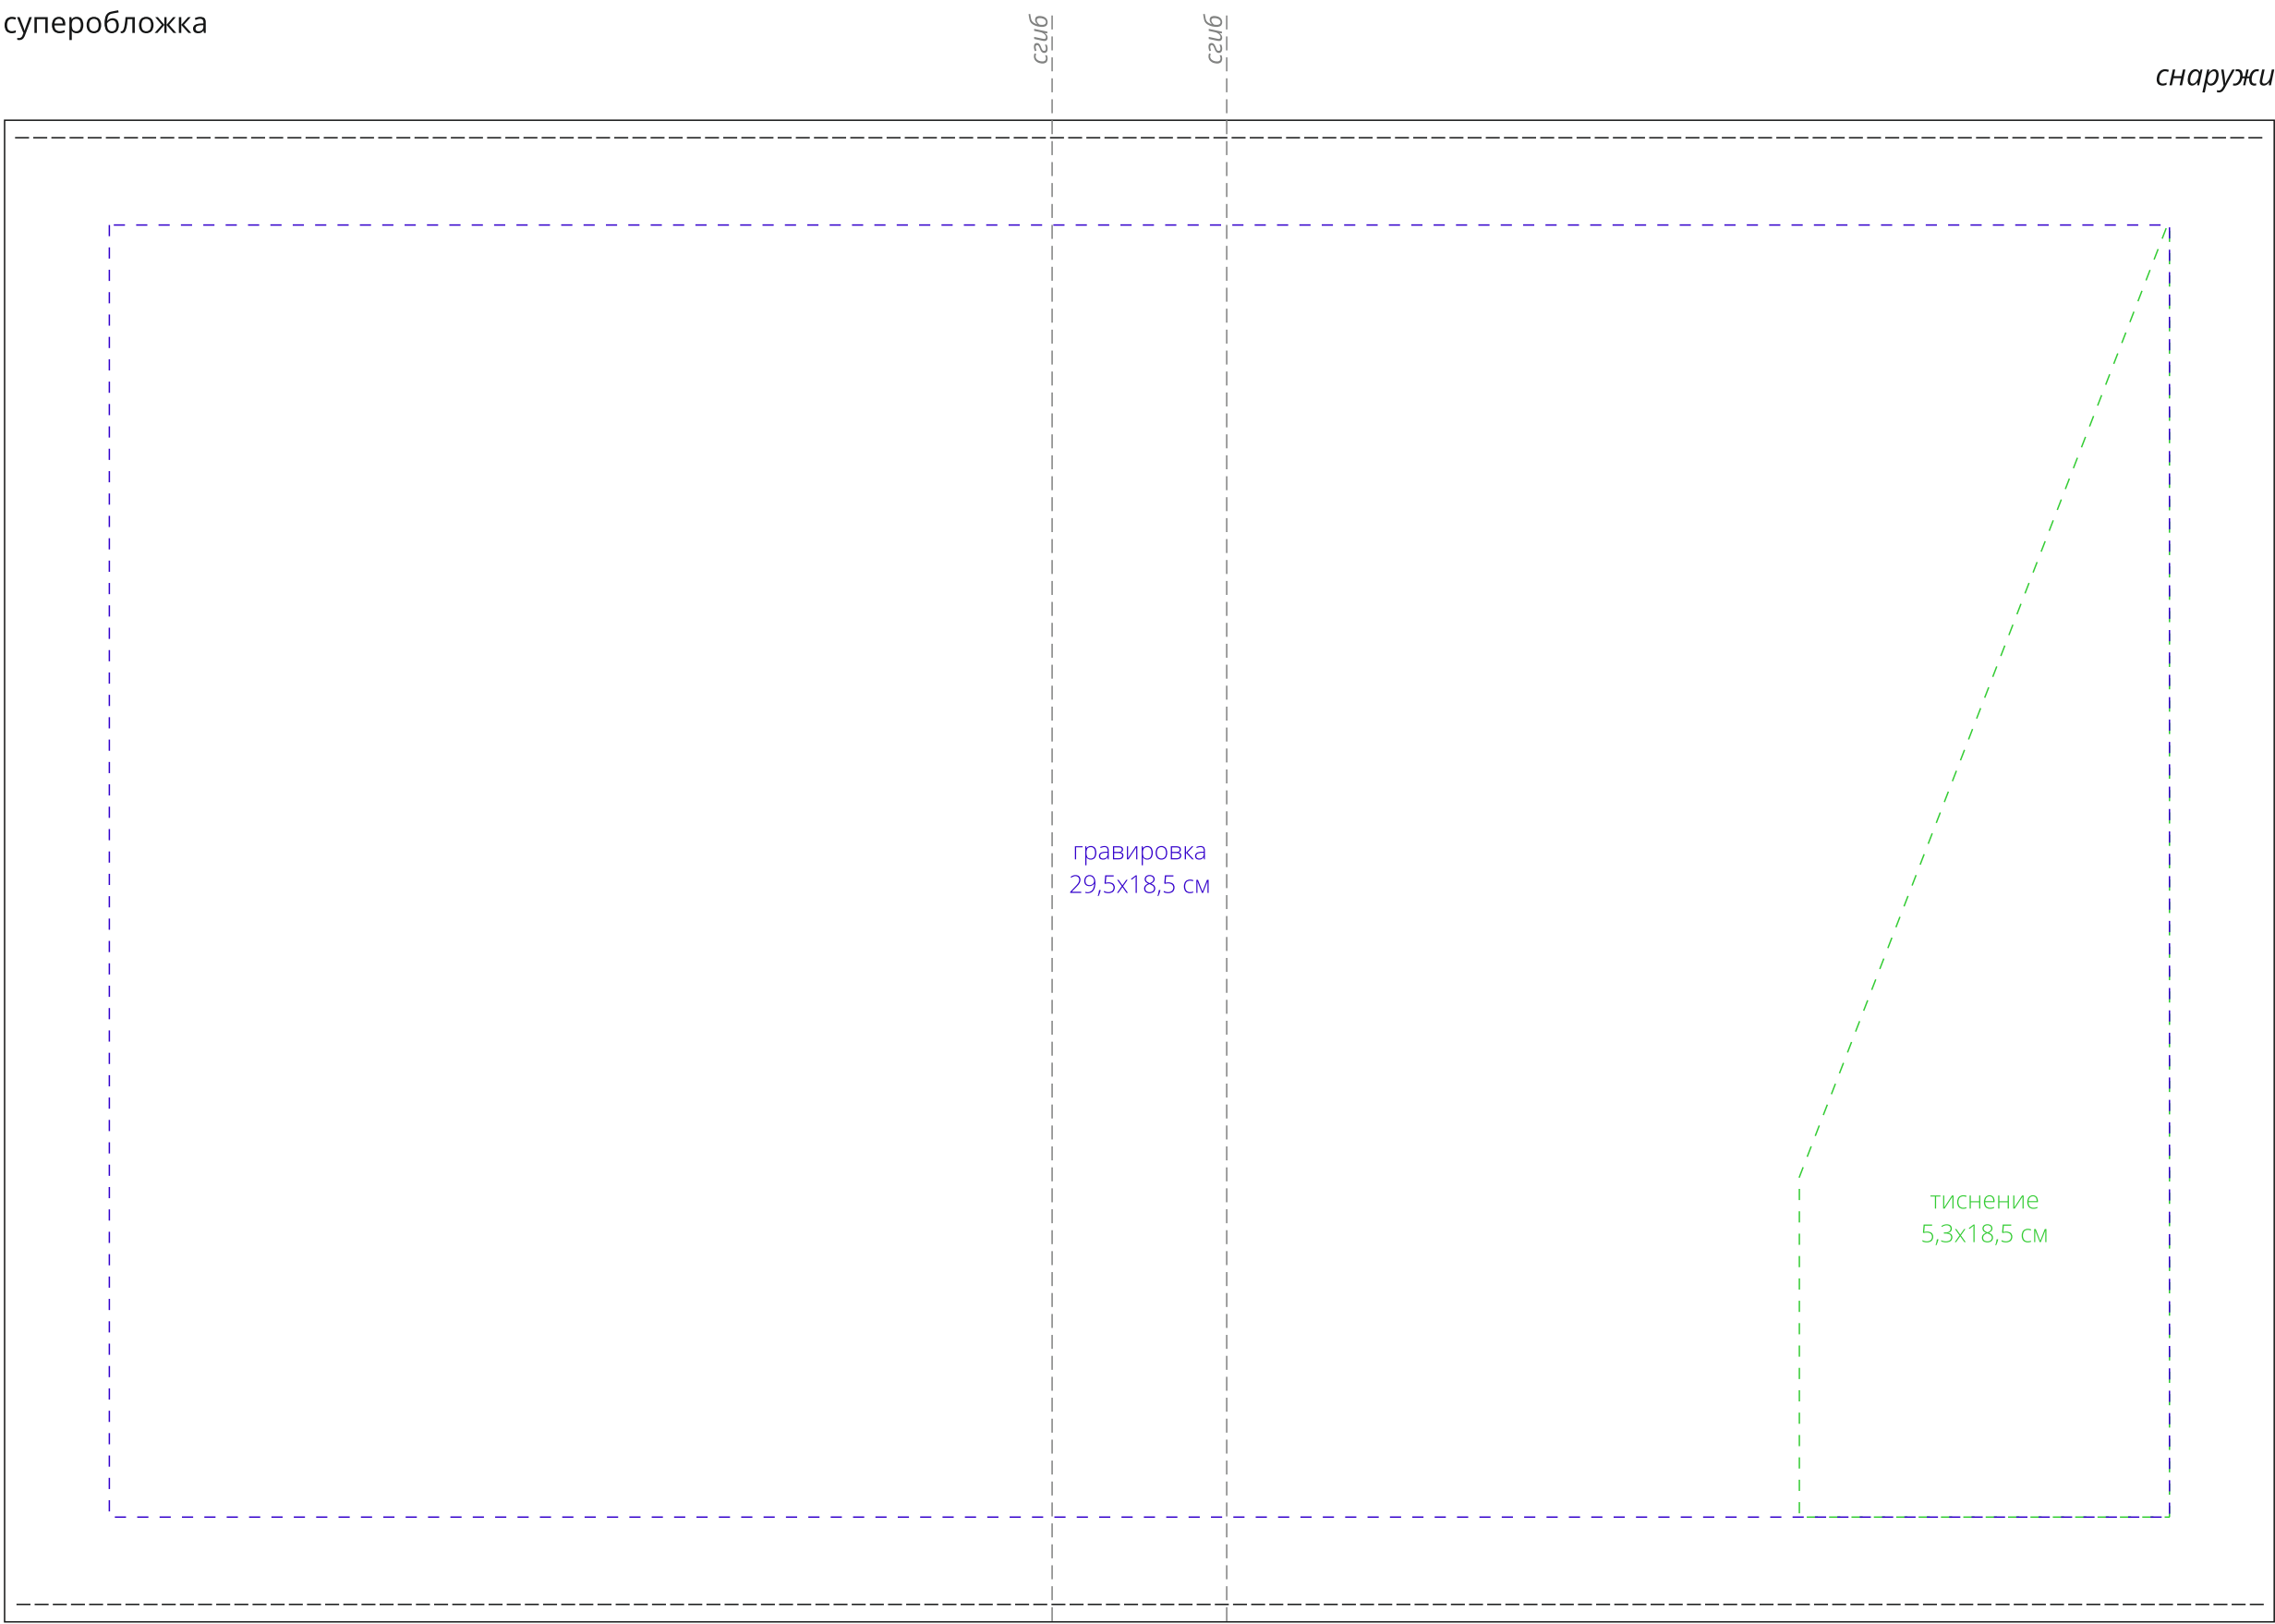 суперобложка
сгиб
сгиб
снаружи
гравировка
29,5х18,5 см
тиснение
5,3х18,5 см